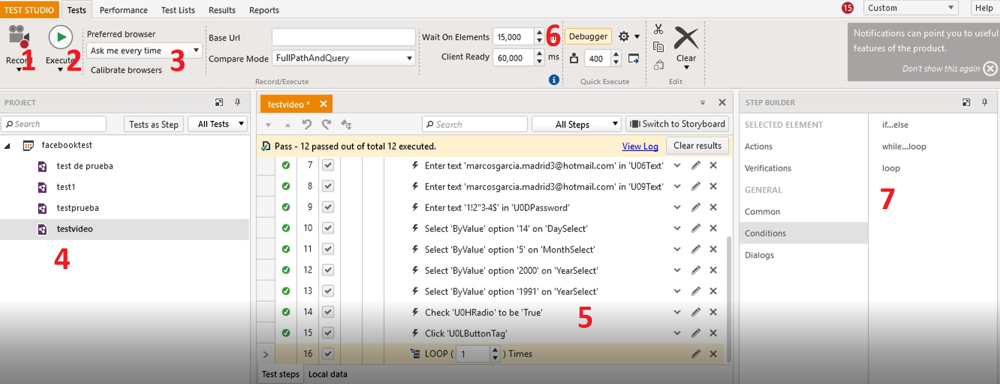 TEST STUDIO Tests Performance Test Lists Results Reports 15 Custom Help
Record
1
Execute
2
Preferred browser
Ask me every time
3
Calibrate browsers
Base Url
Compare Mode FullPathAndQuery
Wait On Elements 15,000
Client Ready 60,000 ms
Record/Execute
6
Debugger
400
Quick Execute
Clear
Edit
Notifications can point you to useful
features of the product.
Don't show this again
PROJECT
Search Tests as Step All Tests
facebooktest
test de prueba
test1
testprueba
testvideo
4
testvideo *
Search All Steps Switch to Storyboard
Pass - 12 passed out of total 12 executed. View Log Clear results
7 Enter text 'marcosgarcia.madrid3@hotmail.com' in 'U06Text'
8 Enter text 'marcosgarcia.madrid3@hotmail.com' in 'U09Text'
9 Enter text '1!2"3·4$' in 'U0DPassword'
10 Select 'ByValue' option '14' on 'DaySelect'
11 Select 'ByValue' option '5' on 'MonthSelect'
12 Select 'ByValue' option '2000' on 'YearSelect'
13 Select 'ByValue' option '1991' on 'YearSelect'
14 Check 'U0HRadio' to be 'True'
5
15 Click 'U0LButtonTag'
16 LOOP ( 1 ) Times
Test steps Local data
STEP BUILDER
SELECTED ELEMENT
Actions
Verifications
GENERAL
Common
Conditions
Dialogs
if...else
while...loop
loop
7